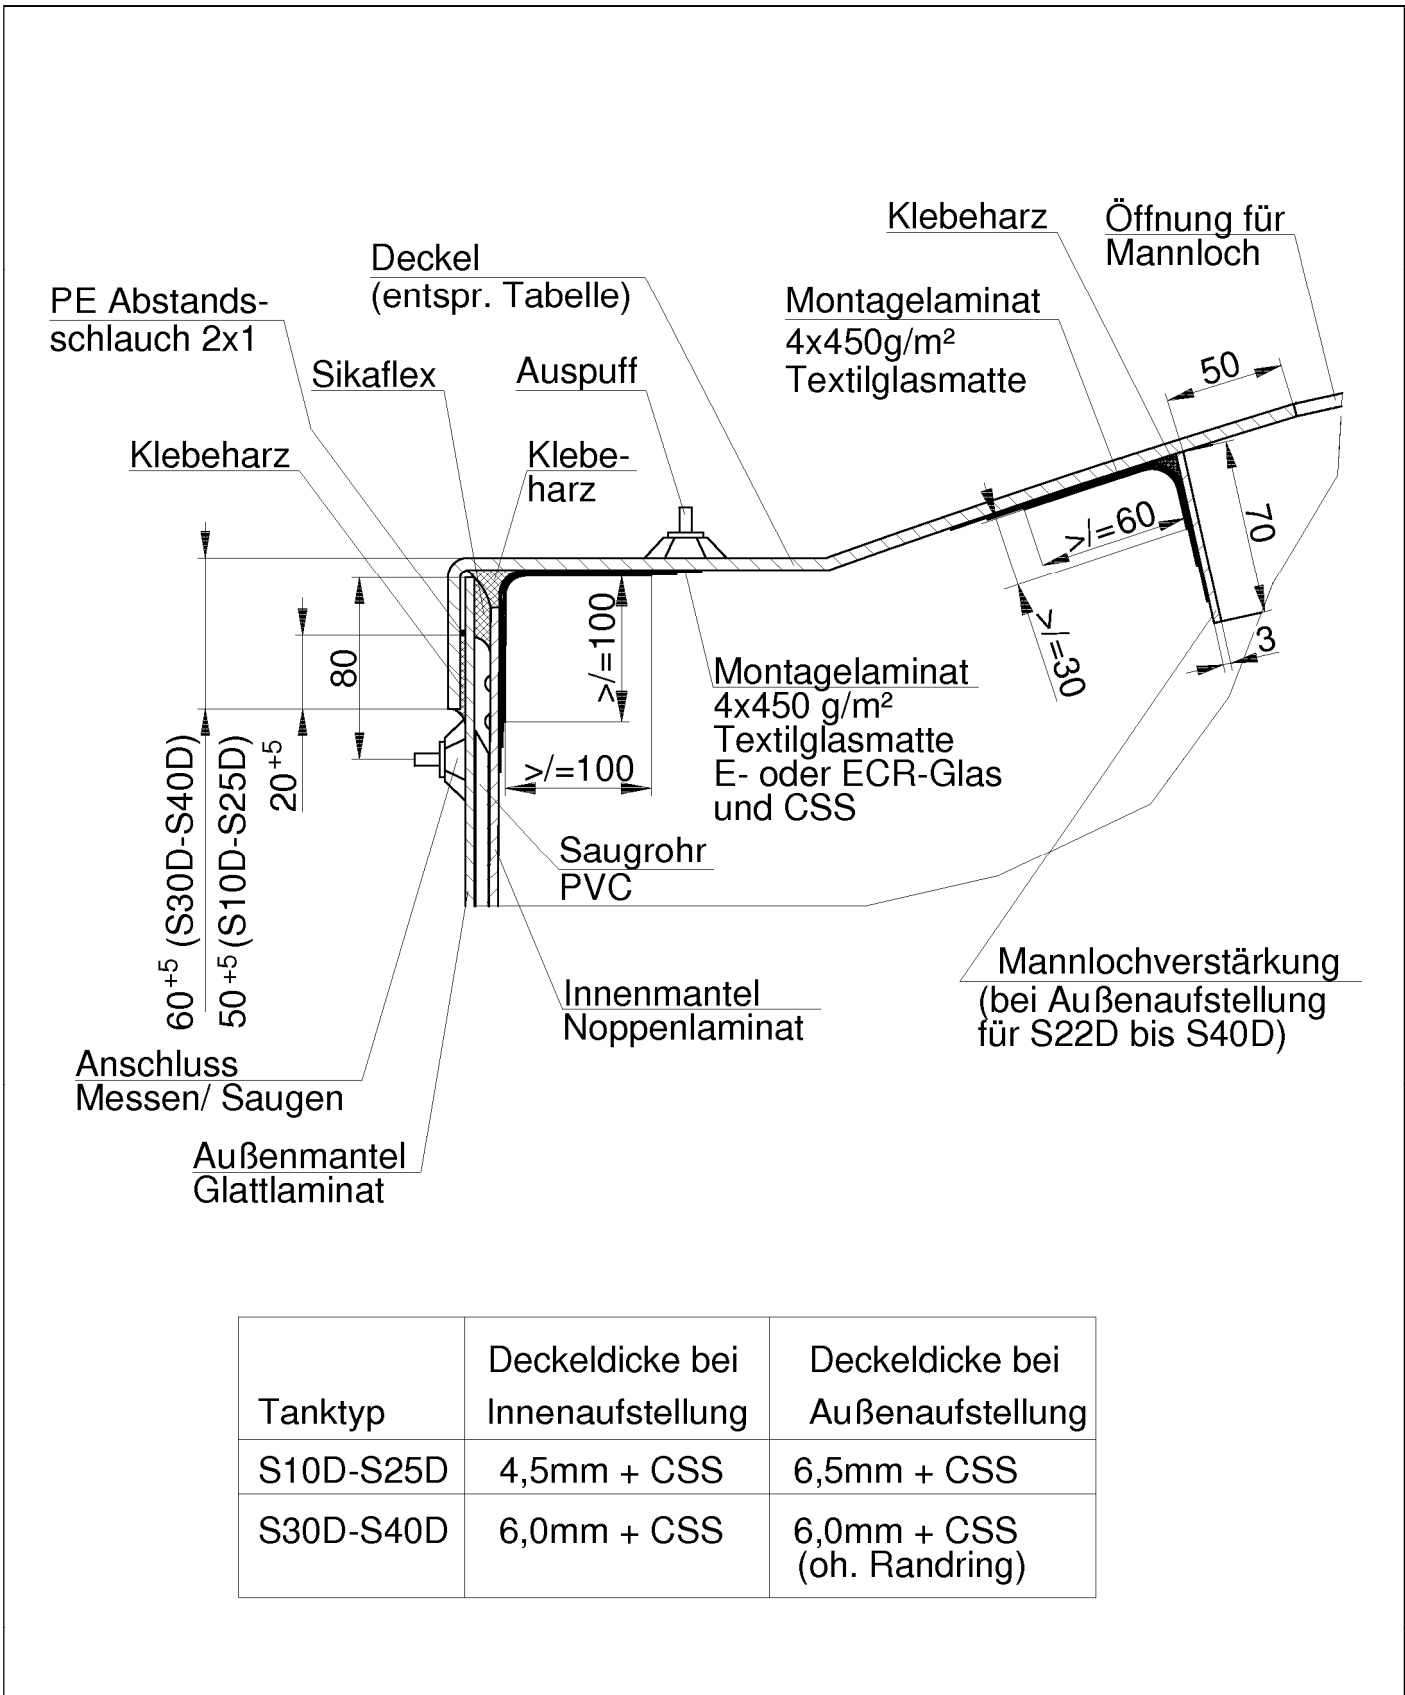 Klebeharz
Öffnung für
Mannloch
Deckel
(entspr. Tabelle)
PE Abstands-
schlauch 2x1
Montagelaminat
4x450g/m²
Textilglasmatte
Sikaflex
Auspuff
50
Klebeharz
Klebe-
harz
>/=60
70
>/=30
3
80
>/=100
>/=100
20+5
60+5 (S30D-S40D)
50+5 (S10D-S25D)
Montagelaminat
4x450 g/m²
Textilglasmatte
E- oder ECR-Glas
und CSS
Saugrohr
PVC
Innenmantel
Noppenlaminat
Mannlochverstärkung
(bei Außenaufstellung
für S22D bis S40D)
Anschluss
Messen/ Saugen
Außenmantel
Glattlaminat
Deckeldicke bei Deckeldicke bei
Tanktyp Innenaufstellung Außenaufstellung
S10D-S25D 4,5mm + CSS 6,5mm + CSS
S30D-S40D 6,0mm + CSS 6,0mm + CSS
(oh. Randring)